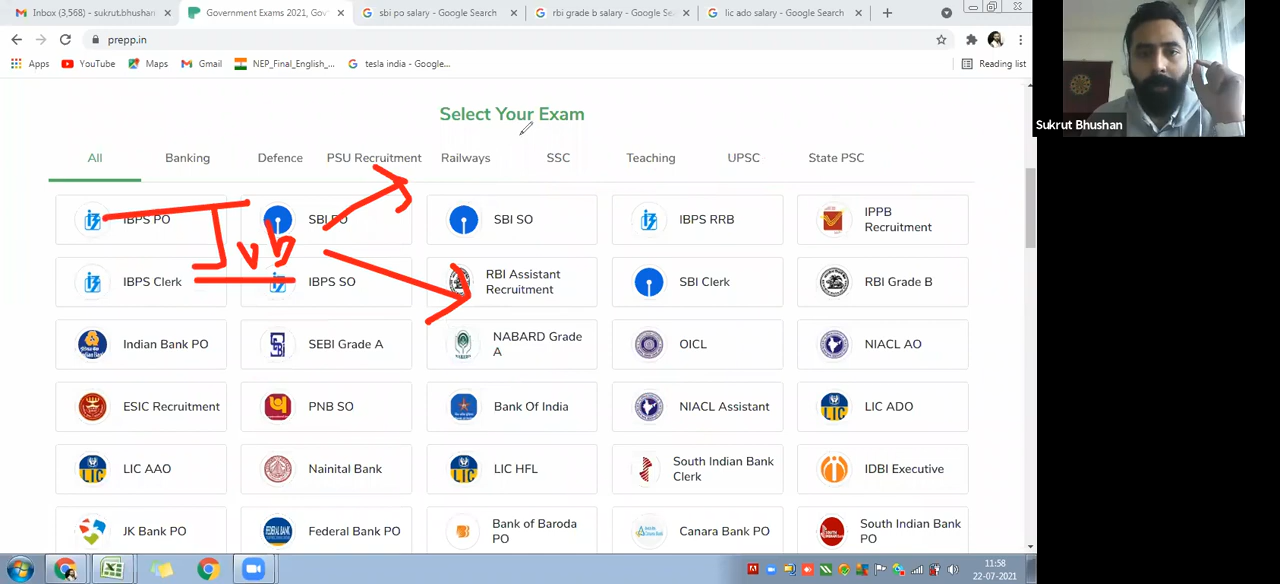 Inbox (3,568) - sukrut.bhushan
Government Exams 2021, Gov
sbi po salary - Google Search
rbi grade b salary - Google Se
lic ado salary - Google Search
prepp.in
Apps
YouTube
Maps
Gmail
NEP_Final_English_...
tesla india - Google...
Reading list
Sukrut Bhushan
Select Your Exam
All
Banking
Defence
PSU Recruitment
Railways
SSC
Teaching
UPSC
State PSC
IBPS PO
SBI PO
SBI SO
IBPS RRB
IPPB
Recruitment
IBPS Clerk
IBPS SO
RBI Assistant
Recruitment
SBI Clerk
RBI Grade B
Indian Bank PO
SEBI Grade A
NABARD Grade
A
OICL
NIACL AO
ESIC Recruitment
PNB SO
Bank Of India
NIACL Assistant
LIC ADO
LIC AAO
Nainital Bank
LIC HFL
South Indian Bank
Clerk
IDBI Executive
JK Bank PO
Federal Bank PO
Bank of Baroda
PO
Canara Bank PO
South Indian Bank
PO
11:58
22-07-2021